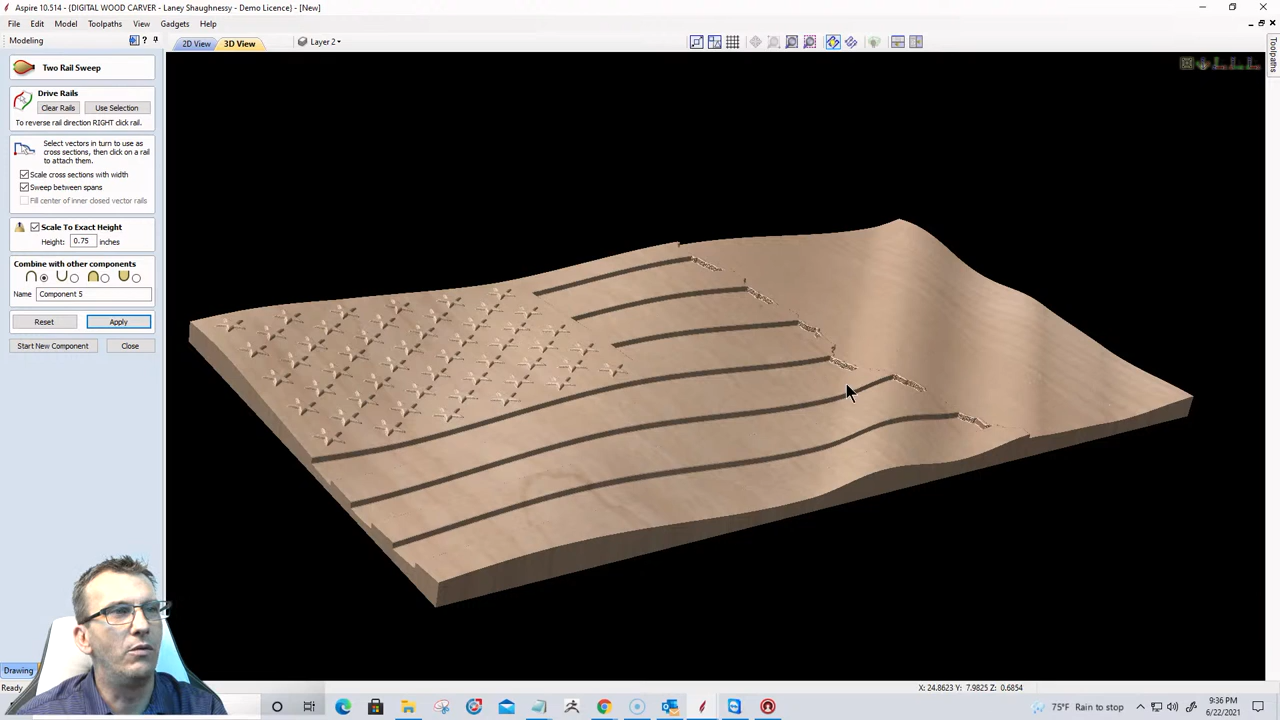 Aspire 10.514 - (DIGITAL WOOD CARVER - Laney Shaughnessy - Demo Licence) - [New]
File Edit Model Toolpaths View Gadgets Help
Modeling
2D View 3D View Layer 2
Toolpaths
Two Rail Sweep
Drive Rails
Clear Rails Use Selection
To reverse rail direction RIGHT click rail.
Select vectors in turn to use as
cross sections, then click on a rail
to attach them.
Scale cross sections with width
Sweep between spans
Fill center of inner closed vector rails
Scale To Exact Height
Height: 0.75 inches
Combine with other components
Name Component 5
Reset Apply
Start New Component Close
Drawing
Ready
X: 24.8623 Y: 7.9825 Z: 0.6854
75°F Rain to stop
9:36 PM
6/22/2021